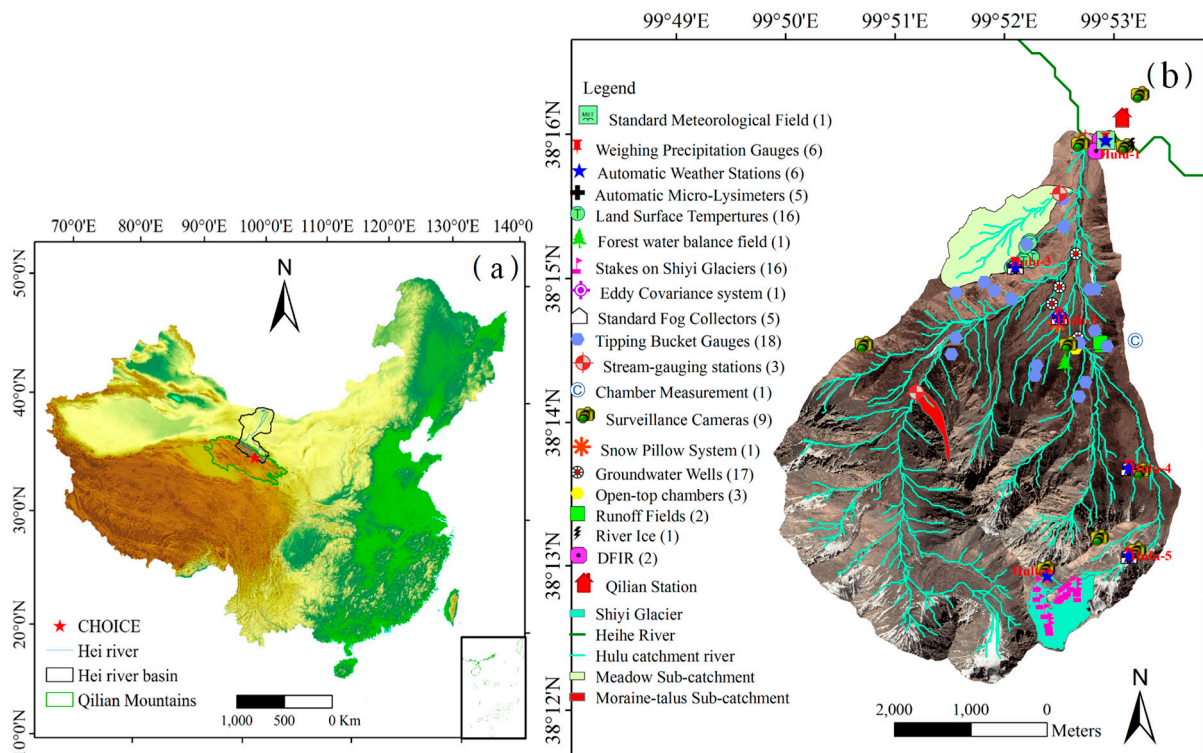 (a)
70°0'E 80°0'E 90°0'E 100°0'E 110°0'E 120°0'E 130°0'E 140°0'E
50°0'N
40°0'N
30°0'N
20°0'N
10°0'N
0°0'
N
CHOICE
Hei river
Hei river basin
Qilian Mountains
1,000 500 0 Km
(b)
99°49'E 99°50'E 99°51'E 99°52'E 99°53'E
38°16'N
38°15'N
38°14'N
38°13'N
38°12'N
Legend
MET
Standard Meteorological Field (1)
Weighing Precipitation Gauges (6)
Automatic Weather Stations (6)
Automatic Micro-Lysimeters (5)
T
Land Surface Tempertures (16)
Forest water balance field (1)
Stakes on Shiyi Glaciers (16)
Eddy Covariance system (1)
Standard Fog Collectors (5)
Tipping Bucket Gauges (18)
Stream-gauging stations (3)
© Chamber Measurement (1)
Surveillance Cameras (9)
Snow Pillow System (1)
Groundwater Wells (17)
Open-top chambers (3)
Runoff Fields (2)
River Ice (1)
DFIR (2)
Qilian Station
Shiyi Glacier
Heihe River
Hulu catchment river
Meadow Sub-catchment
Moraine-talus Sub-catchment
Hulu-1
Hulu-3
©
Hulu-4
Hulu-5
2,000 1,000 0
Meters
N